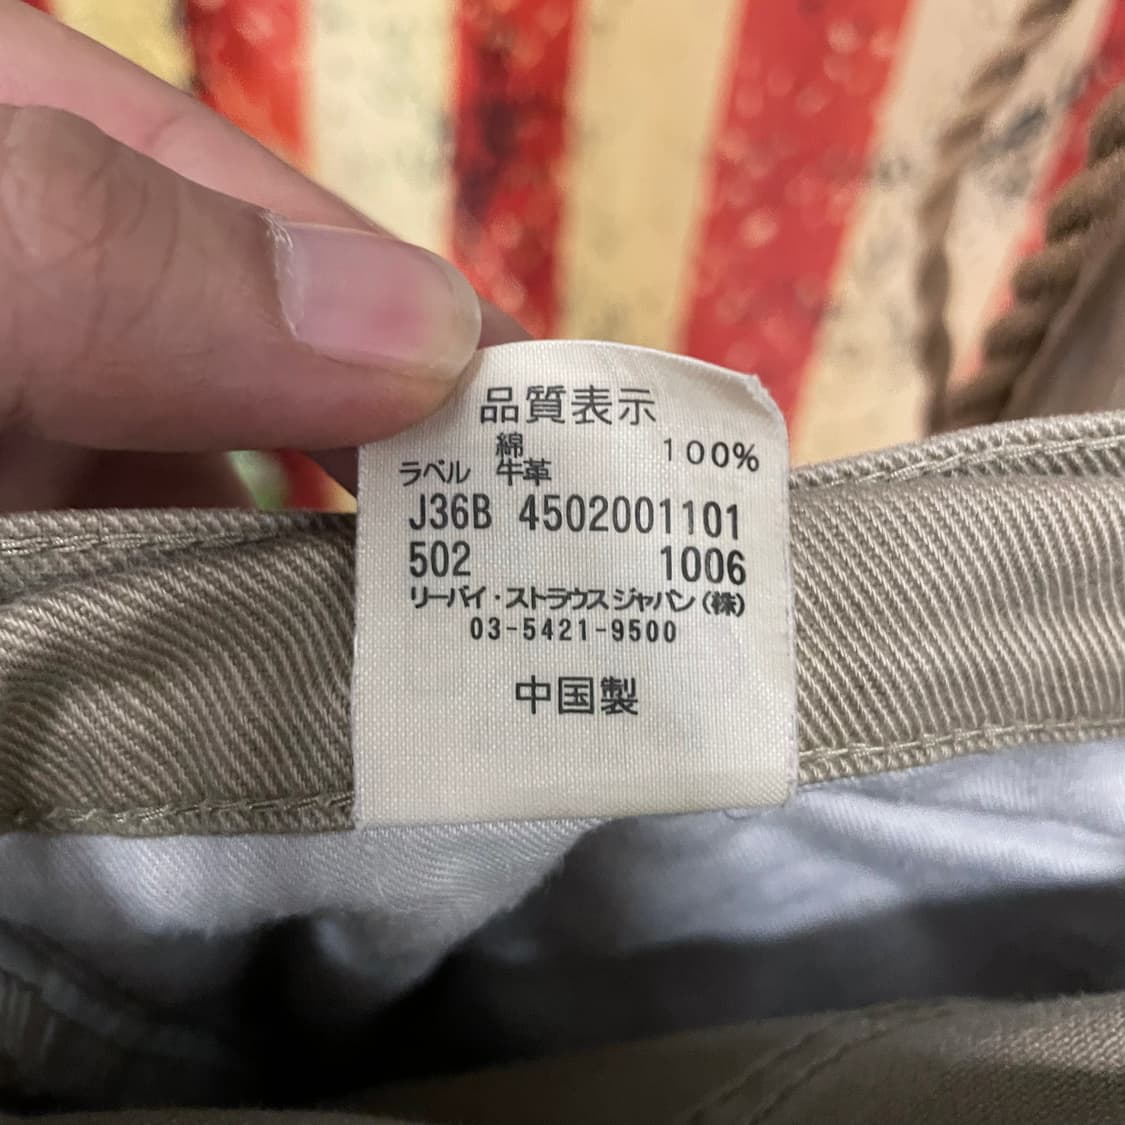 品質表示
綿 100%
ラベル 牛革
J36B 4502001101
502 1006
リーバイ・ストラウスジャパン(株)
03-5421-9500
中国製